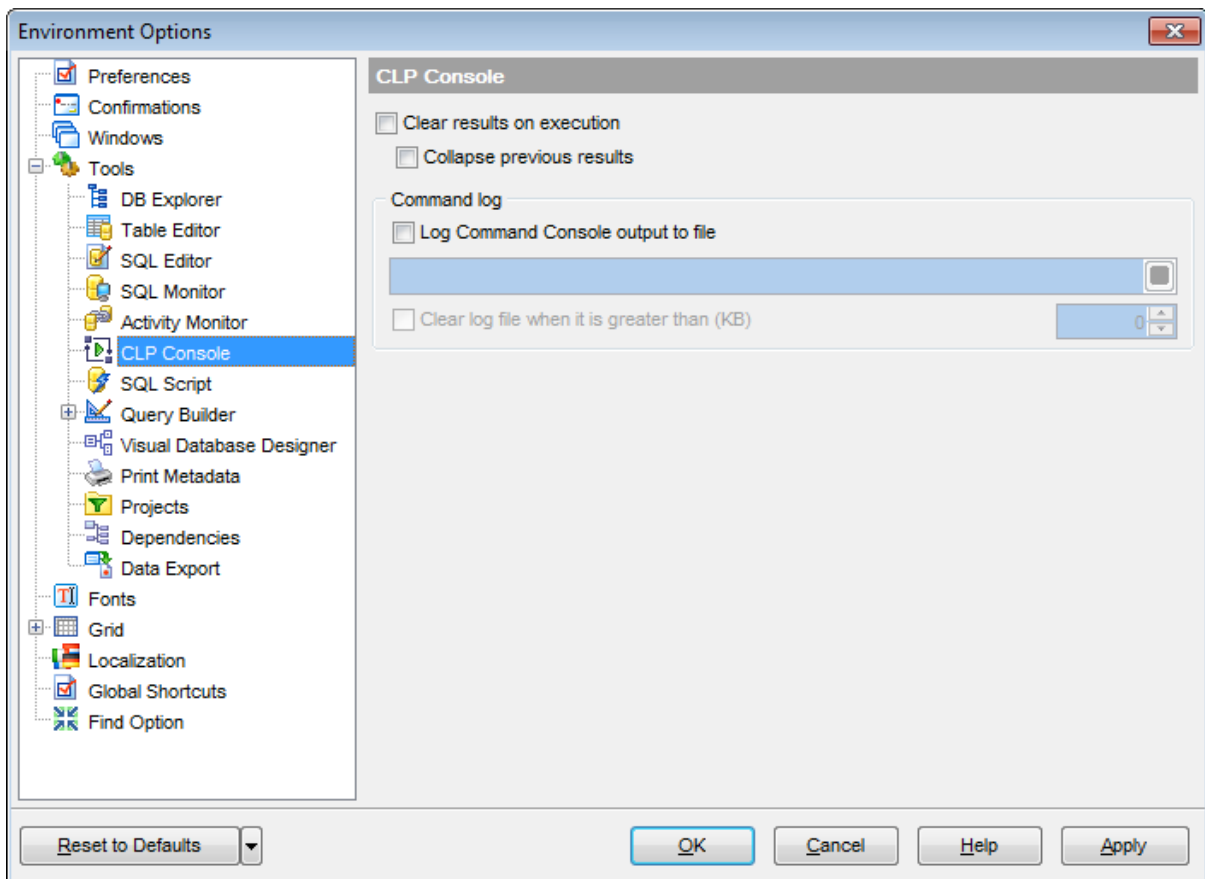 Environment Options
Preferences
Confirmations
Windows
Tools
DB Explorer
Table Editor
SQL Editor
SQL Monitor
Activity Monitor
CLP Console
SQL Script
Query Builder
Visual Database Designer
Print Metadata
Projects
Dependencies
Data Export
Fonts
Grid
Localization
Global Shortcuts
Find Option
CLP Console
Clear results on execution
Collapse previous results
Command log
Log Command Console output to file
Clear log file when it is greater than (KB) 0
Reset to Defaults OK Cancel Help Apply